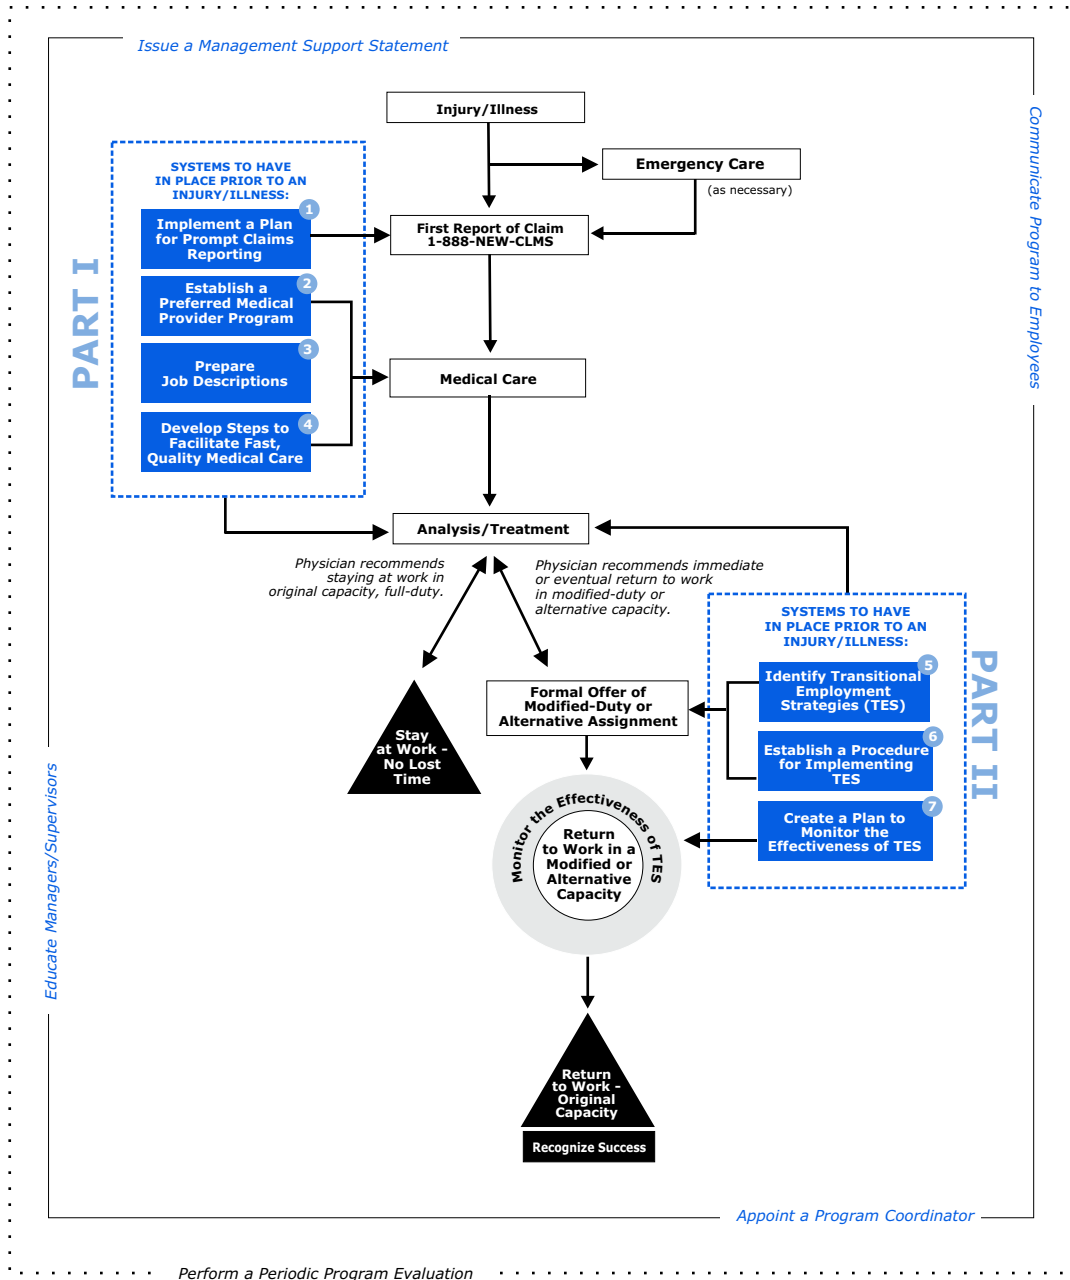 Issue a Management Support Statement
Communicate Program to Employees
Injury/Illness
Emergency Care
(as necessary)
PART I
SYSTEMS TO HAVE
IN PLACE PRIOR TO AN
INJURY/ILLNESS:
1
Implement a Plan
for Prompt Claims
Reporting
First Report of Claim
1-888-NEW-CLMS
2
Establish a
Preferred Medical
Provider Program
3
Prepare
Job Descriptions
Medical Care
4
Develop Steps to
Facilitate Fast,
Quality Medical Care
Analysis/Treatment
Physician recommends
staying at work in
original capacity, full-duty.
Physician recommends immediate
or eventual return to work
in modified-duty or
alternative capacity.
PART II
SYSTEMS TO HAVE
IN PLACE PRIOR TO AN
INJURY/ILLNESS:
5
Identify Transitional
Employment
Strategies (TES)
Formal Offer of
Modified-Duty or
Alternative Assignment
6
Establish a Procedure
for Implementing
TES
Stay
at Work -
No Lost
Time
7
Create a Plan to
Monitor the
Effectiveness of TES
Monitor the Effectiveness of TES
Return
to Work in a
Modified or
Alternative
Capacity
Educate Managers/Supervisors
Return
to Work -
Original
Capacity
Recognize Success
Appoint a Program Coordinator
Perform a Periodic Program Evaluation